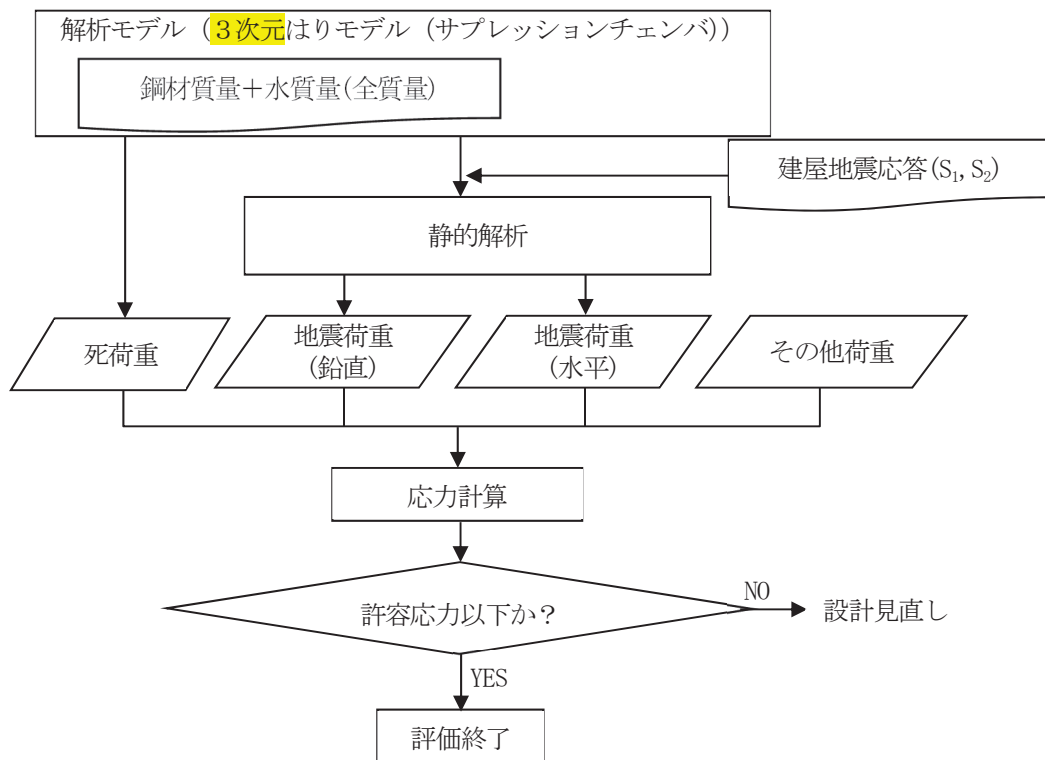 解析モデル（３次元はりモデル（サプレッションチェンバ））
鋼材質量＋水質量(全質量)
建屋地震応答(S₁, S₂)
静的解析
死荷重
地震荷重
(鉛直)
地震荷重
(水平)
その他荷重
応力計算
許容応力以下か？
NO
設計見直し
YES
評価終了